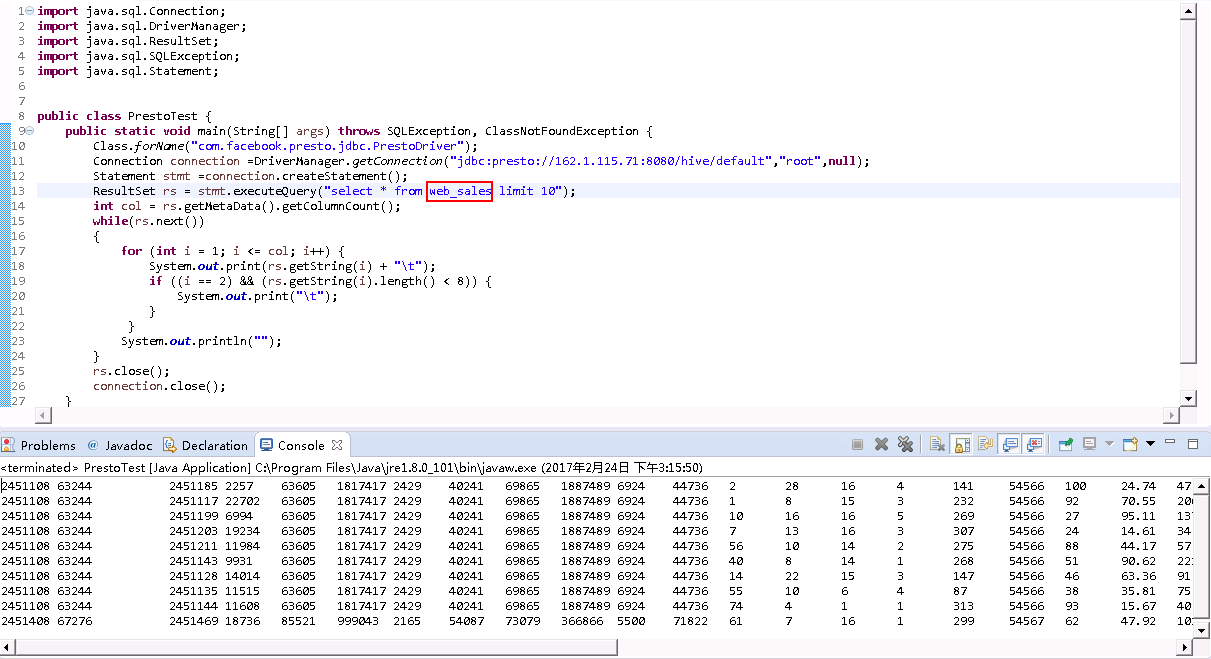 1 import java.sql.Connection;
2 import java.sql.DriverManager;
3 import java.sql.ResultSet;
4 import java.sql.SQLException;
5 import java.sql.Statement;
6
7
8 public class PrestoTest {
9 public static void main(String[] args) throws SQLException, ClassNotFoundException {
10 Class.forName("com.facebook.presto.jdbc.PrestoDriver");
11 Connection connection =DriverManager.getConnection("jdbc:presto://162.1.115.71:8080/hive/default","root",null);
12 Statement stmt =connection.createStatement();
13 ResultSet rs = stmt.executeQuery("select * from web_sales limit 10");
14 int col = rs.getMetaData().getColumnCount();
15 while(rs.next())
16 {
17 for (int i = 1; i <= col; i++) {
18 System.out.print(rs.getString(i) + "\t");
19 if ((i == 2) && (rs.getString(i).length() < 8)) {
20 System.out.print("\t");
21 }
22 }
23 System.out.println("");
24 }
25 rs.close();
26 connection.close();
27 }
Problems @ Javadoc Declaration Console
<terminated> PrestoTest [Java Application] C:\Program Files\Java\jre1.8.0_101\bin\javaw.exe (2017年2月24日 下午3:15:50)
2451108 63244 2451185 2257 63605 1817417 2429 40241 69865 1887489 6924 44736 2 28 16 4 141 54566 100 24.74 47
2451108 63244 2451117 22702 63605 1817417 2429 40241 69865 1887489 6924 44736 1 8 15 3 232 54566 92 70.55 20
2451108 63244 2451199 6994 63605 1817417 2429 40241 69865 1887489 6924 44736 10 16 16 5 269 54566 27 95.11 13
2451108 63244 2451203 19234 63605 1817417 2429 40241 69865 1887489 6924 44736 7 13 16 3 307 54566 24 14.61 34
2451108 63244 2451211 11984 63605 1817417 2429 40241 69865 1887489 6924 44736 56 10 14 2 275 54566 88 44.17 57
2451108 63244 2451143 9931 63605 1817417 2429 40241 69865 1887489 6924 44736 40 8 14 1 268 54566 51 90.62 22
2451108 63244 2451128 14014 63605 1817417 2429 40241 69865 1887489 6924 44736 14 22 15 3 147 54566 46 63.36 91
2451108 63244 2451135 11515 63605 1817417 2429 40241 69865 1887489 6924 44736 55 10 6 4 87 54566 38 35.81 75
2451108 63244 2451144 11608 63605 1817417 2429 40241 69865 1887489 6924 44736 74 4 1 1 313 54566 93 15.67 40
2451408 67276 2451469 18736 85521 999043 2165 54087 73079 366866 5500 71822 61 7 16 1 299 54567 62 47.92 10